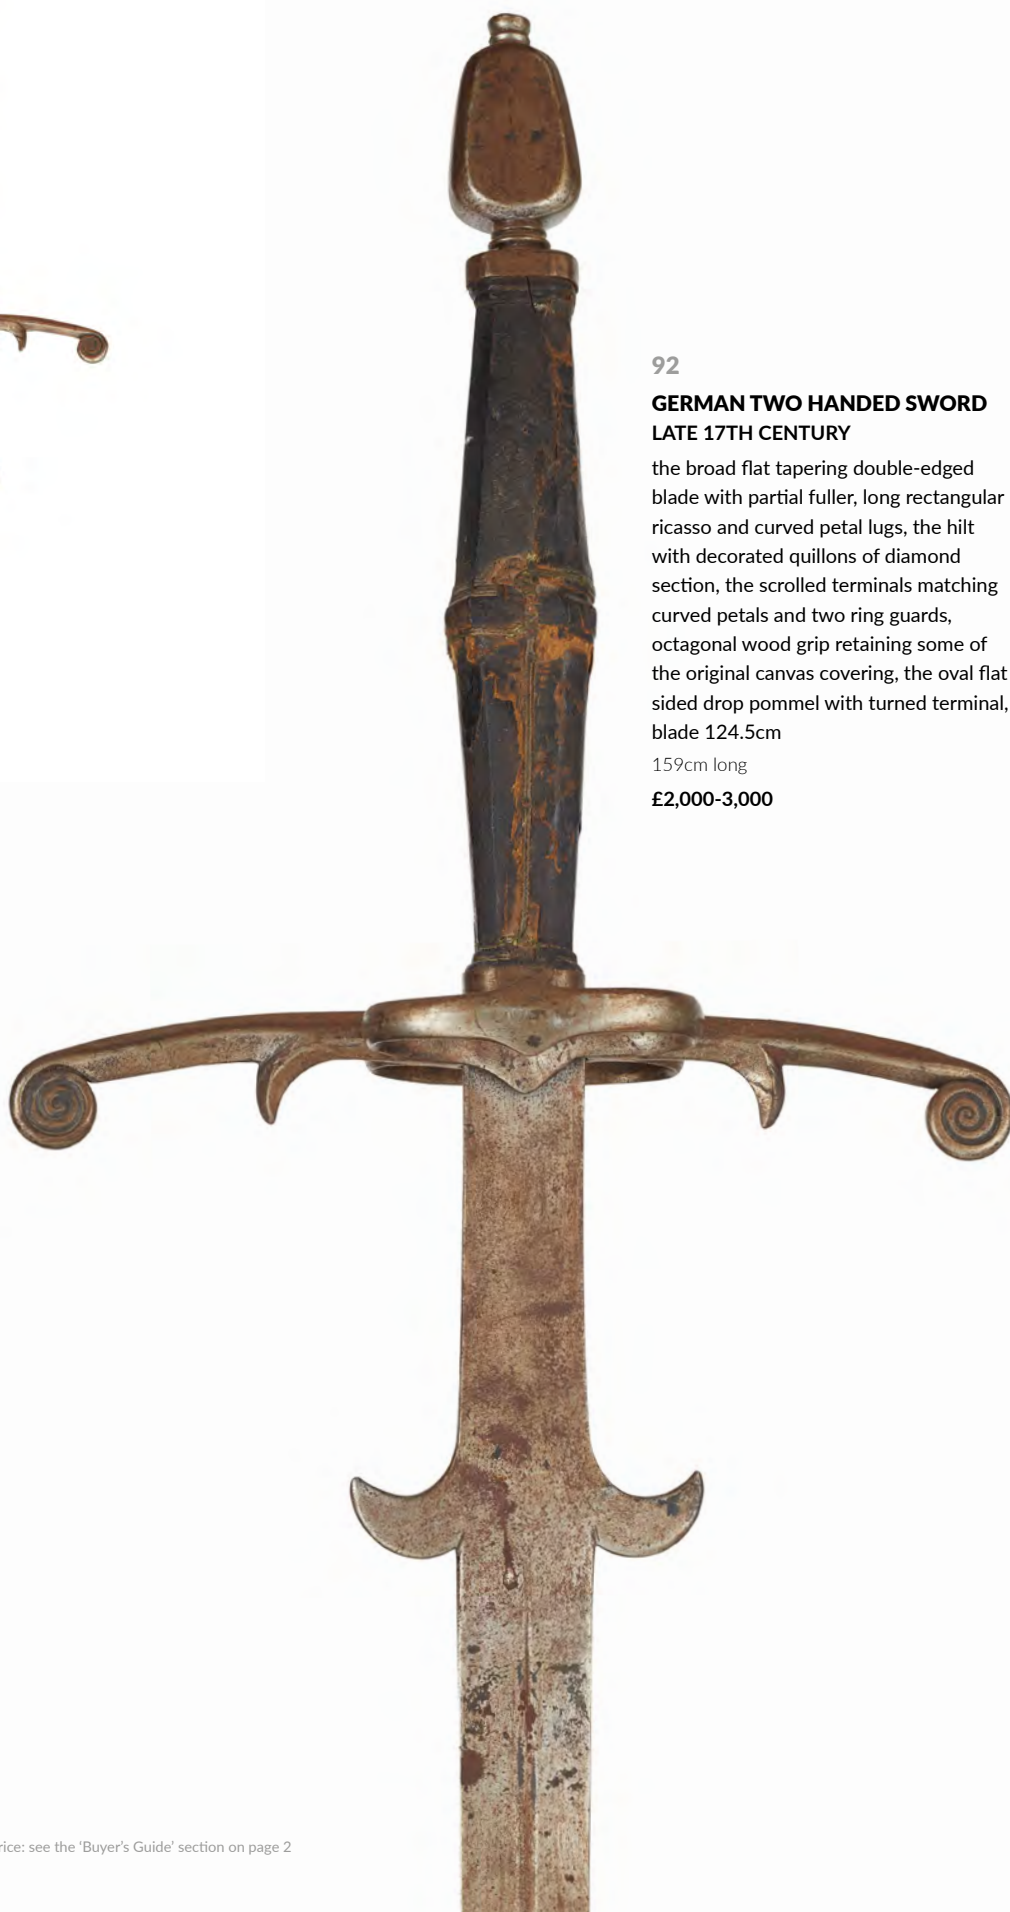 92
GERMAN TWO HANDED SWORD
LATE 17TH CENTURY
the broad flat tapering double-edged
blade with partial fuller, long rectangular
ricasso and curved petal lugs, the hilt
with decorated quillons of diamond
section, the scrolled terminals matching
curved petals and two ring guards,
octagonal wood grip retaining some of
the original canvas covering, the oval flat
sided drop pommel with turned terminal,
blade 124.5cm
159cm long
£2,000-3,000
see the ‘Buyer’s Guide’ section on page 2